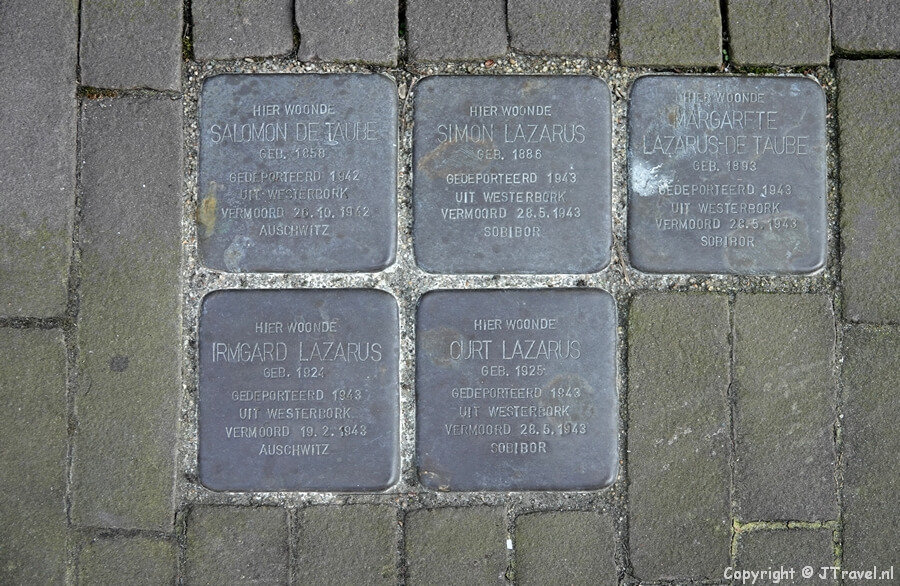 HIER WOONDE
SALOMON DE TAUBE
GEB. 1858
GEDEPORTEERD 1942
UIT WESTERBORK
VERMOORD 26.10.1942
AUSCHWITZ
HIER WOONDE
SIMON LAZARUS
GEB. 1886
GEDEPORTEERD 1943
UIT WESTERBORK
VERMOORD 28.5.1943
SOBIBOR
HIER WOONDE
MARGARETE
LAZARUS-DE TAUBE
GEB. 1893
GEDEPORTEERD 1943
UIT WESTERBORK
VERMOORD 28.5.1943
SOBIBOR
HIER WOONDE
IRMGARD LAZARUS
GEB. 1924
GEDEPORTEERD 1943
UIT WESTERBORK
VERMOORD 19.2.1943
AUSCHWITZ
HIER WOONDE
CURT LAZARUS
GEB. 1925
GEDEPORTEERD 1943
UIT WESTERBORK
VERMOORD 28.5.1943
SOBIBOR
Copyright © JTravel.nl